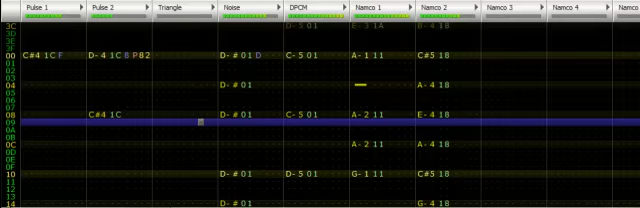 Pulse 1 Pulse 2 Triangle Noise DPCM Namco 1 Namco 2 Namco 3 Namco 4 Namco
3C D-5 01 E-3 1A E-4 18
3D
3E
3F
00 C#4 1C F D-4 1C B P82 D-# 01 D C-5 01 A-1 11 C#5 18
01
02
03
04 D-# 01 — A-4 18
05
06
07
08 C#4 1C D-# 01 C-5 01 A-2 11 E-4 18
09
0A
0B
0C A-2 11 A-4 18
0D
0E
0F
10 D-# 01 D-5 01 G-1 11 C#5 18
11
12
13
14 D-# 01 G-4 18